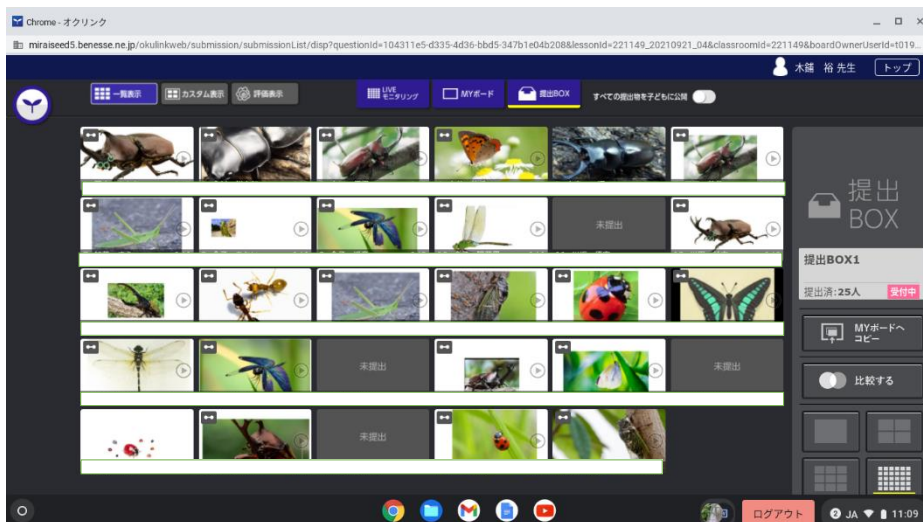 Chrome - オクリンク
miraiseed5.benesse.ne.jp/okulinkweb/submission/submissionList/disp?questionId=104311e5-d335-4d36-bbd5-347b1e04b208&lessonId=221149_20210921_04&classroomId=221149&boardOwnerUserId=t019...
木鋪 裕 先生 トップ
一覧表示 カスタム表示 評価表示 LIVE モニタリング MYボード 提出BOX すべての提出物を子どもに公開
提出 BOX
未提出
提出BOX1
提出済:25人 受付中
MYボードへ
コピー
未提出 未提出
比較する
未提出
ログアウト 2 JA 11:09